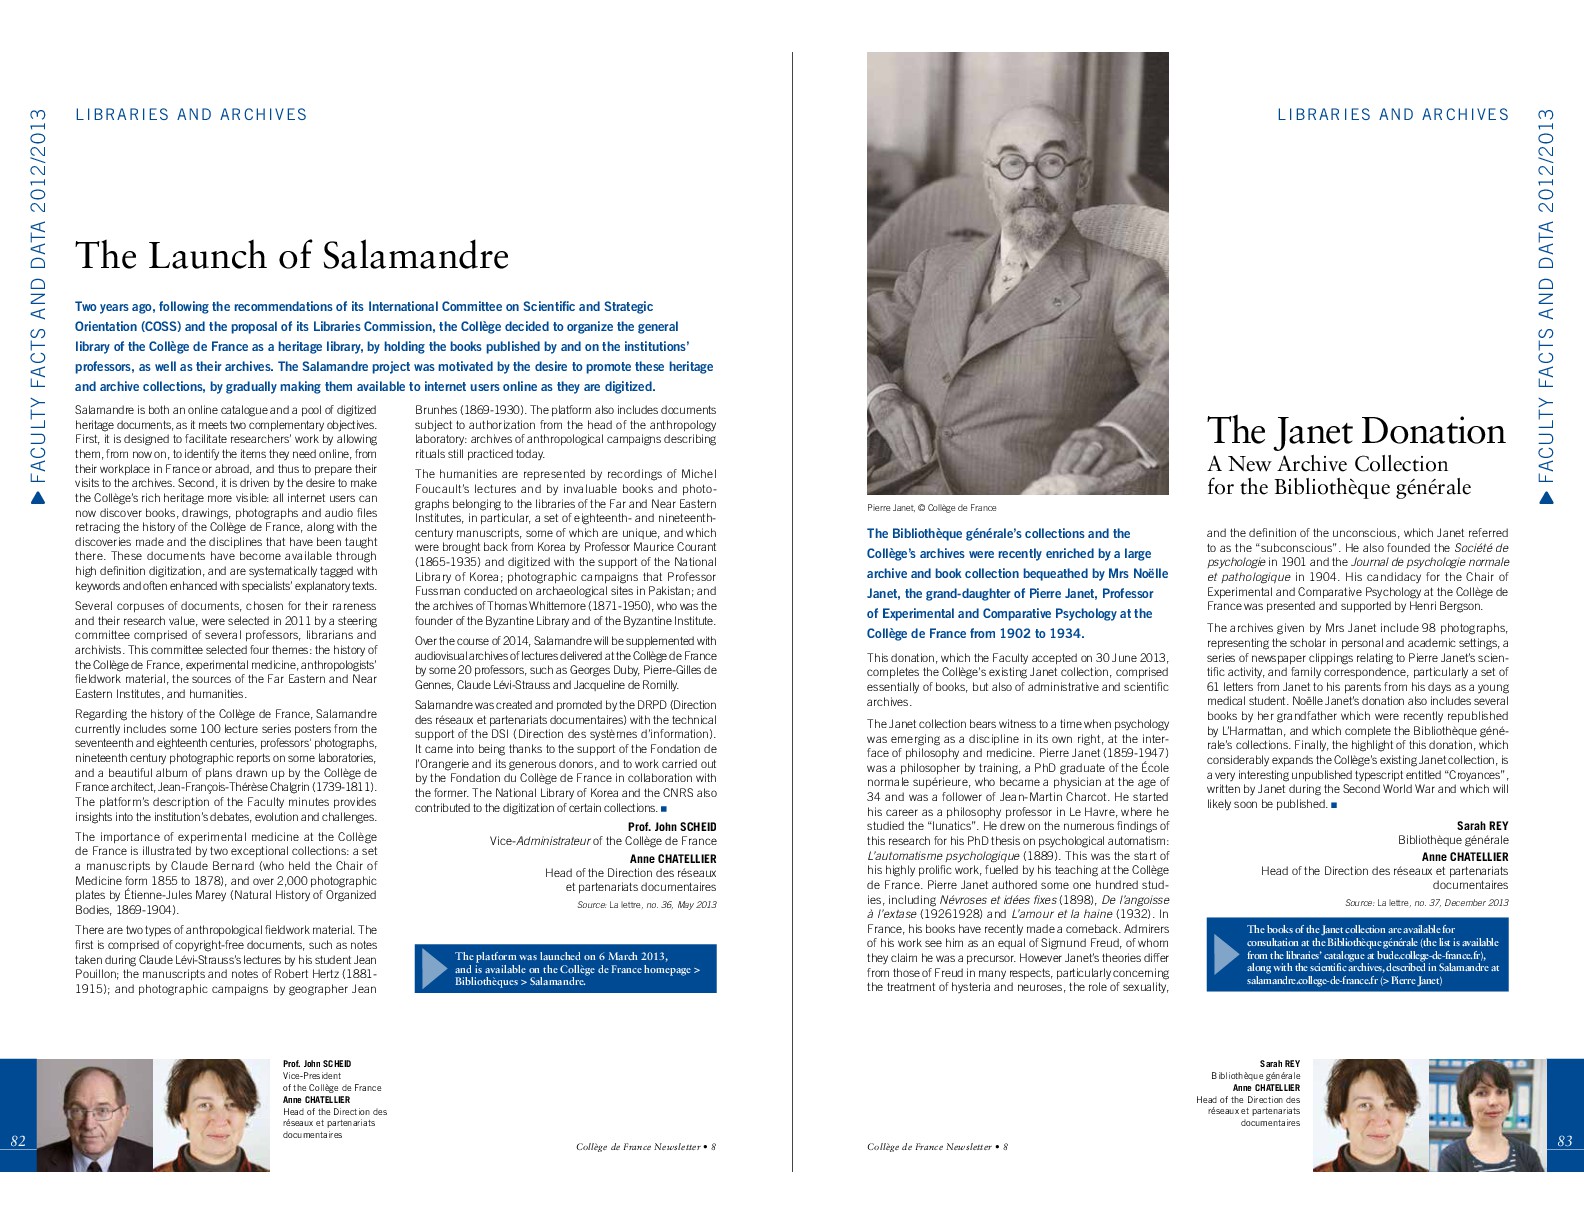 FACULTY FACTS AND DATA 2012/2013
LIBRARIES AND ARCHIVES
The Launch of Salamandre
Two years ago, following the recommendations of its International Committee on Scientific and Strategic
Orientation (COSS) and the proposal of its Libraries Commission, the Collège decided to organize the general
library of the Collège de France as a heritage library, by holding the books published by and on the institutions'
professors, as well as their archives. The Salamandre project was motivated by the desire to promote these heritage
and archive collections, by gradually making them available to internet users online as they are digitized.
Salamandre is both an online catalogue and a pool of digitized
heritage documents, as it meets two complementary objectives.
First, it is designed to facilitate researchers' work by allowing
them, from now on, to identify the items they need online, from
their workplace in France or abroad, and thus to prepare their
visits to the archives. Second, it is driven by the desire to make
the Collège's rich heritage more visible: all internet users can
now discover books, drawings, photographs and audio files
retracing the history of the Collège de France, along with the
discoveries made and the disciplines that have been taught
there. These documents have become available through
high definition digitization, and are systematically tagged with
keywords and often enhanced with specialists' explanatory texts.
Several corpuses of documents, chosen for their rareness
and their research value, were selected in 2011 by a steering
committee comprised of several professors, librarians and
archivists. This committee selected four themes: the history of
the Collège de France, experimental medicine, anthropologists'
fieldwork material, the sources of the Far Eastern and Near
Eastern Institutes, and humanities.
Regarding the history of the Collège de France, Salamandre
currently includes some 100 lecture series posters from the
seventeenth and eighteenth centuries, professors' photographs,
nineteenth century photographic reports on some laboratories,
and a beautiful album of plans drawn up by the Collège de
France architect, Jean-François-Thérèse Chalgrin (1739-1811).
The platform's description of the Faculty minutes provides
insights into the institution's debates, evolution and challenges.
The importance of experimental medicine at the Collège
de France is illustrated by two exceptional collections: a set
a manuscripts by Claude Bernard (who held the Chair of
Medicine form 1855 to 1878), and over 2,000 photographic
plates by Étienne-Jules Marey (Natural History of Organized
Bodies, 1869-1904).
There are two types of anthropological fieldwork material. The
first is comprised of copyright-free documents, such as notes
taken during Claude Lévi-Strauss's lectures by his student Jean
Pouillon; the manuscripts and notes of Robert Hertz (1881-
1915); and photographic campaigns by geographer Jean
Brunhes (1869-1930). The platform also includes documents
subject to authorization from the head of the anthropology
laboratory: archives of anthropological campaigns describing
rituals still practiced today.
The humanities are represented by recordings of Michel
Foucault's lectures and by invaluable books and photo-
graphs belonging to the libraries of the Far and Near Eastern
Institutes, in particular, a set of eighteenth- and nineteenth-
century manuscripts, some of which are unique, and which
were brought back from Korea by Professor Maurice Courant
(1865-1935) and digitized with the support of the National
Library of Korea; photographic campaigns that Professor
Fussman conducted on archaeological sites in Pakistan; and
the archives of Thomas Whittemore (1871-1950), who was the
founder of the Byzantine Library and of the Byzantine Institute.
Over the course of 2014, Salamandre will be supplemented with
audiovisual archives of lectures delivered at the Collège de France
by some 20 professors, such as Georges Duby, Pierre-Gilles de
Gennes, Claude Lévi-Strauss and Jacqueline de Romilly.
Salamandre was created and promoted by the DRPD (Direction
des réseaux et partenariats documentaires) with the technical
support of the DSI (Direction des systèmes d'information).
It came into being thanks to the support of the Fondation de
l'Orangerie and its generous donors, and to work carried out
by the Fondation du Collège de France in collaboration with
the former. The National Library of Korea and the CNRS also
contributed to the digitization of certain collections. ■
Prof. John SCHEID
Vice-Administrateur of the Collège de France
Anne CHATELLIER
Head of the Direction des réseaux
et partenariats documentaires
Source: La lettre, no. 36, May 2013
The platform was launched on 6 March 2013,
and is available on the Collège de France homepage >
Bibliothèques > Salamandre.
Prof. John SCHEID
Vice-President
of the Collège de France
Anne CHATELLIER
Head of the Direction des
réseaux et partenariats
documentaires
82
Collège de France Newsletter • 8
LIBRARIES AND ARCHIVES
FACULTY FACTS AND DATA 2012/2013
Pierre Janet, © Collège de France
The Janet Donation
A New Archive Collection
for the Bibliothèque générale
The Bibliothèque générale's collections and the
Collège's archives were recently enriched by a large
archive and book collection bequeathed by Mrs Noëlle
Janet, the grand-daughter of Pierre Janet, Professor
of Experimental and Comparative Psychology at the
Collège de France from 1902 to 1934.
This donation, which the Faculty accepted on 30 June 2013,
completes the Collège's existing Janet collection, comprised
essentially of books, but also of administrative and scientific
archives.
The Janet collection bears witness to a time when psychology
was emerging as a discipline in its own right, at the inter-
face of philosophy and medicine. Pierre Janet (1859-1947)
was a philosopher by training, a PhD graduate of the École
normale supérieure, who became a physician at the age of
34 and was a follower of Jean-Martin Charcot. He started
his career as a philosophy professor in Le Havre, where he
studied the "lunatics". He drew on the numerous findings of
this research for his PhD thesis on psychological automatism:
L'automatisme psychologique (1889). This was the start of
his highly prolific work, fuelled by his teaching at the Collège
de France. Pierre Janet authored some one hundred stud-
ies, including Névroses et idées fixes (1898), De l'angoisse
à l'extase (19261928) and L'amour et la haine (1932). In
France, his books have recently made a comeback. Admirers
of his work see him as an equal of Sigmund Freud, of whom
they claim he was a precursor. However Janet's theories differ
from those of Freud in many respects, particularly concerning
the treatment of hysteria and neuroses, the role of sexuality,
and the definition of the unconscious, which Janet referred
to as the "subconscious". He also founded the Société de
psychologie in 1901 and the Journal de psychologie normale
et pathologique in 1904. His candidacy for the Chair of
Experimental and Comparative Psychology at the Collège de
France was presented and supported by Henri Bergson.
The archives given by Mrs Janet include 98 photographs,
representing the scholar in personal and academic settings, a
series of newspaper clippings relating to Pierre Janet's scien-
tific activity, and family correspondence, particularly a set of
61 letters from Janet to his parents from his days as a young
medical student. Noëlle Janet's donation also includes several
books by her grandfather which were recently republished
by L'Harmattan, and which complete the Bibliothèque géné-
rale's collections. Finally, the highlight of this donation, which
considerably expands the Collège's existing Janet collection, is
a very interesting unpublished typescript entitled "Croyances",
written by Janet during the Second World War and which will
likely soon be published. ■
Sarah REY
Bibliothèque générale
Anne CHATELLIER
Head of the Direction des réseaux et partenariats
documentaires
Source: La lettre, no. 37, December 2013
The books of the Janet collection are available for
consultation at the Bibliothèque générale (the list is available
from the libraries' catalogue at bude.college-de-france.fr),
along with the scientific archives, described in Salamandre at
salamandre.college-de-france.fr (> Pierre Janet)
Sarah REY
Bibliothèque générale
Anne CHATELLIER
Head of the Direction des
réseaux et partenariats
documentaires
Collège de France Newsletter • 8
83